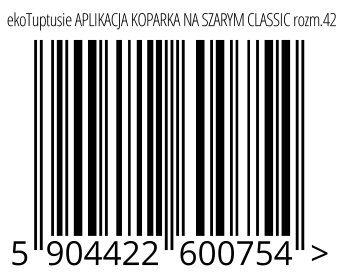 ekoTuptusie APLIKACJA KOPARKA NA SZARYM CLASSIC rozm.42
5 904422 600754 >